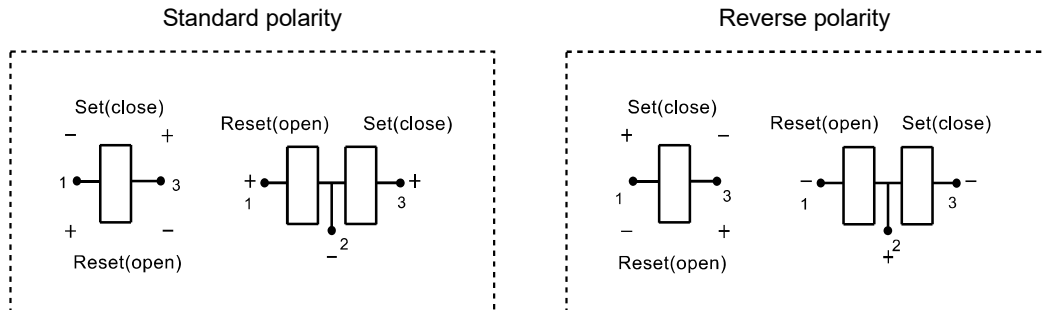 Standard polarity
Reverse polarity
Set(close)
− +
1 3
+ −
Reset(open)
Reset(open) Set(close)
+ +
1 3
2
−
Set(close)
+ −
1 3
− +
Reset(open)
Reset(open) Set(close)
− −
1 3
2
+